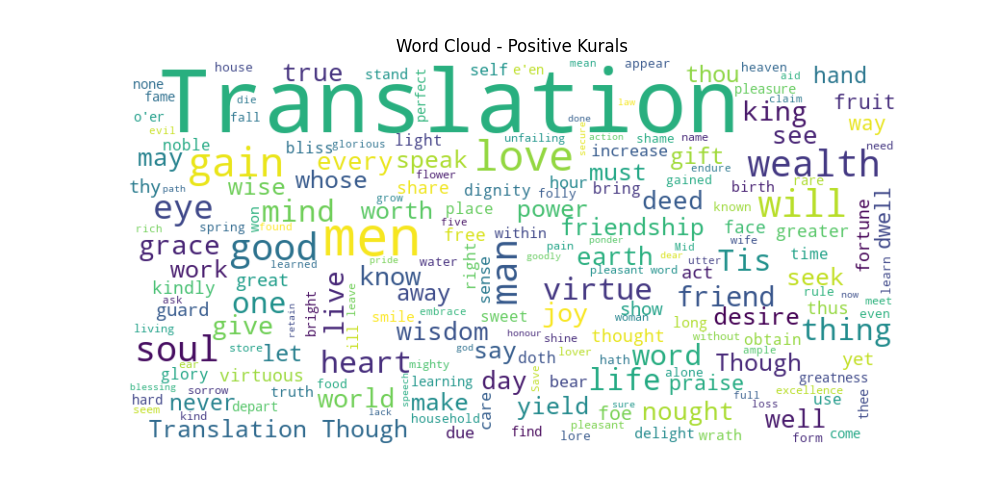 Word Cloud - Positive Kurals
Translation
none house true stand perfect self e'en mean appear heaven aid thou pleasure hand
fame die claim fruit
o'er fall king way
evil law done secure see need
noble bliss glorious light unfailing action shame name
may gain every speak love increase gift wealth
whose flower must endure rare
thy path wise share dignity hour folly bring gained birth will
eye mind grow worth place power deed known dwell
rich spring won found free five within friendship face greater fortune
grace good men right man pain ponder wife Mid
work learned pride water sense goodly earth dear utter Tis time learn
kindly great know pleasant word act seek
ask one bright live leave away virtue friend rule now
guard retain embrace sweet joy show woman long desire thus meet even
living give ill smile wisdom honour shine thought without obtain thing
soul store let heart god say doth lover hath word ample Though yet
ear mighty
glory virtuous learning day bear life alone praise greatness
blessing sorrow truth food speech Save excellence
hard never world make care yield sure full use thee
seem kind depart lack household foe nought loss well
Translation Though due find lore pleasant delight wrath form come